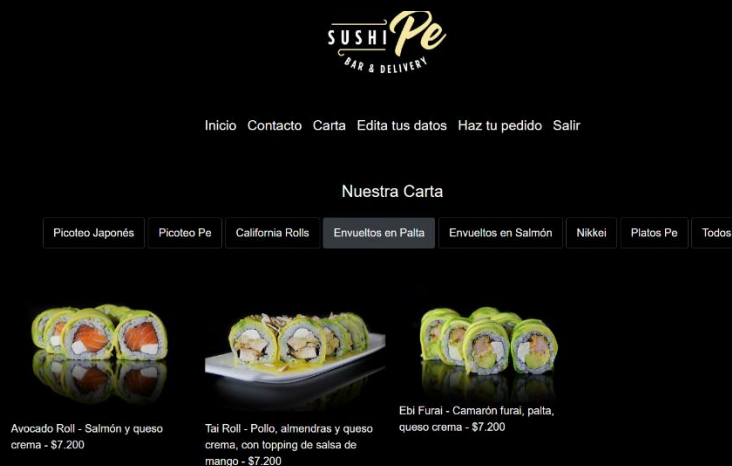 SUSHI Pe
BAR & DELIVERY
Inicio Contacto Carta Edita tus datos Haz tu pedido Salir
Nuestra Carta
Picoteo Japonés Picoteo Pe California Rolls Envueltos en Palta Envueltos en Salmón Nikkei Platos Pe Todos
Avocado Roll - Salmón y queso
crema - $7.200
Tai Roll - Pollo, almendras y queso
crema, con topping de salsa de
mango - $7.200
Ebi Furai - Camarón furai, palta,
queso crema - $7.200